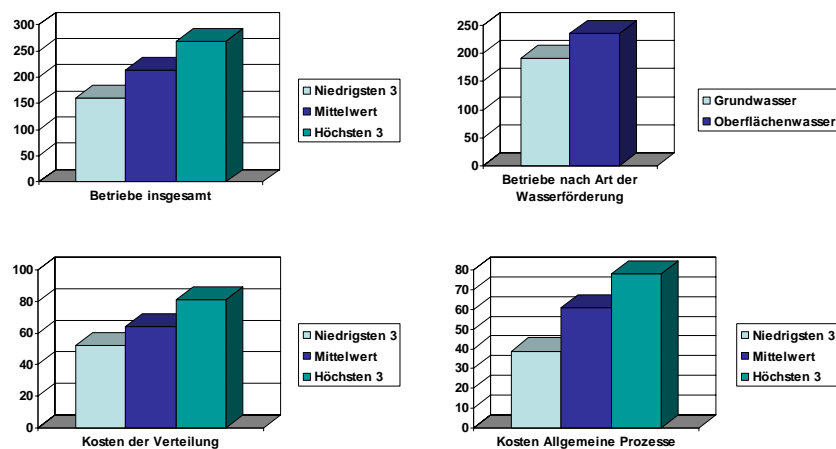 300
250
200
150
100
50
0
Niedrigsten 3
Mittelwert
Höchsten 3
Betriebe insgesamt
250
200
150
100
50
0
Grundwasser
Oberflächenwasser
Betriebe nach Art der
Wasserförderung
100
80
60
40
20
0
Niedrigsten 3
Mittelwert
Höchsten 3
Kosten der Verteilung
80
70
60
50
40
30
20
10
0
Niedrigsten 3
Mittelwert
Höchsten 3
Kosten Allgemeine Prozesse